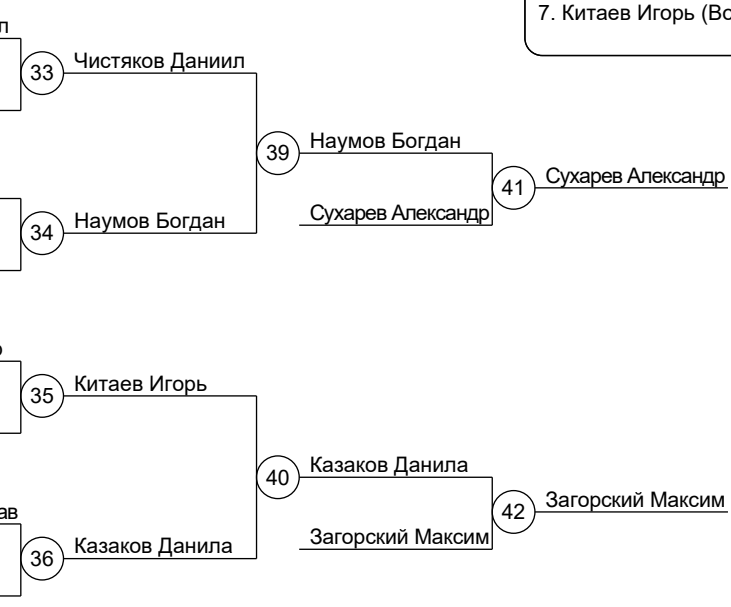 7. Китаев Игорь
33 Чистяков Даниил
39 Наумов Богдан
41 Сухарев Александр
Сухарев Александр
34 Наумов Богдан
35 Китаев Игорь
40 Казаков Данила
42 Загорский Максим
Загорский Максим
36 Казаков Данила